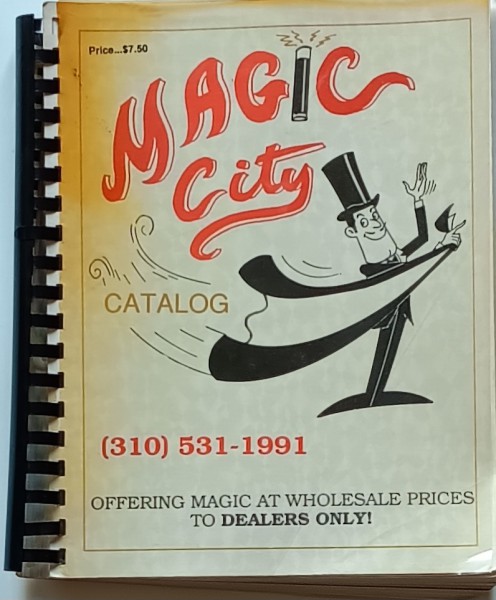 Price...$7.50
MAGIC
City
CATALOG
(310) 531-1991
OFFERING MAGIC AT WHOLESALE PRICES
TO DEALERS ONLY!